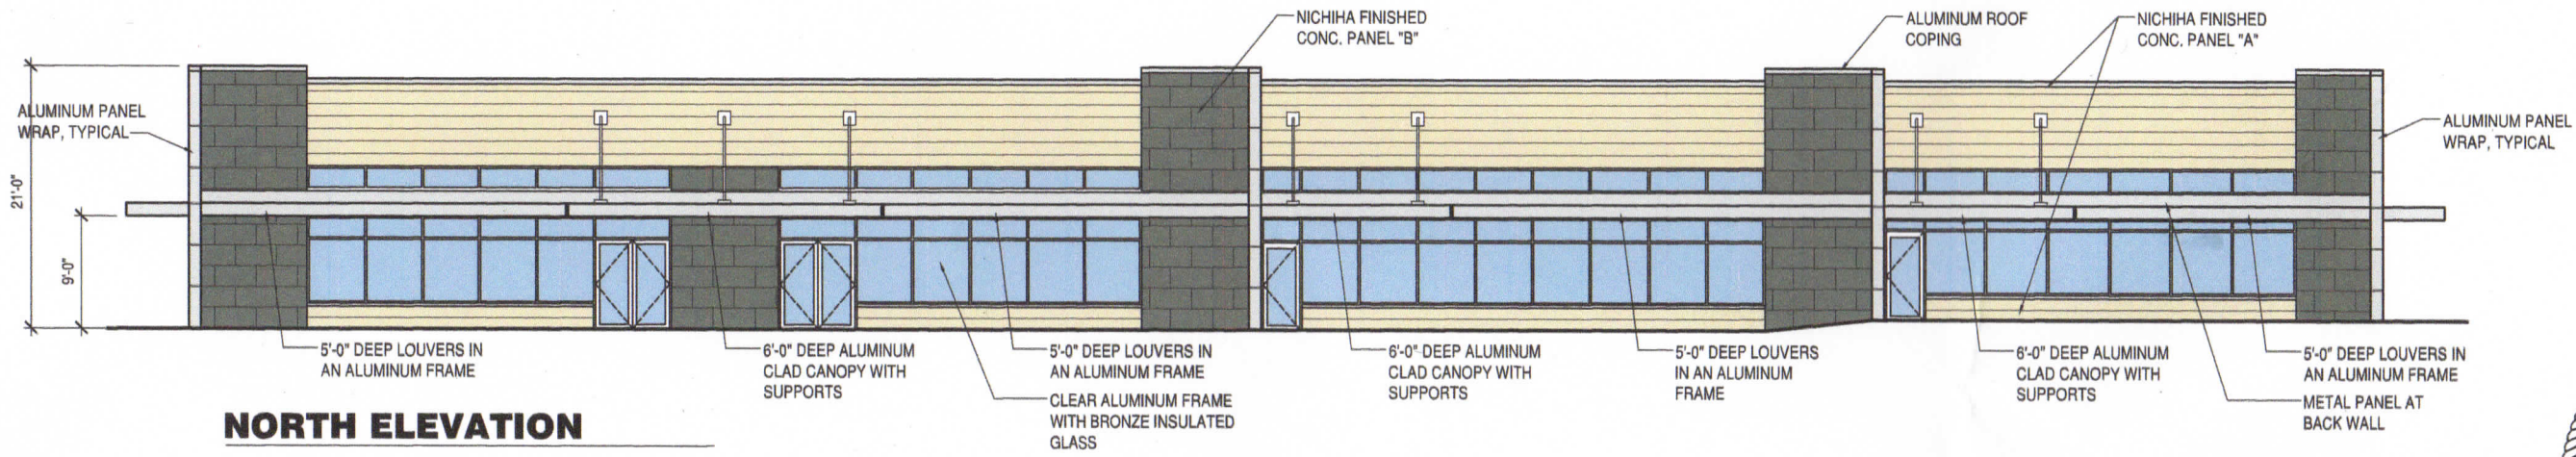 NICHIHA FINISHED
CONC. PANEL "B"
ALUMINUM ROOF
COPING
NICHIHA FINISHED
CONC. PANEL "A"
ALUMINUM PANEL
WRAP, TYPICAL
ALUMINUM PANEL
WRAP, TYPICAL
21'-0"
9'-0"
5'-0" DEEP LOUVERS IN
AN ALUMINUM FRAME
6'-0" DEEP ALUMINUM
CLAD CANOPY WITH
SUPPORTS
5'-0" DEEP LOUVERS IN
AN ALUMINUM FRAME
CLEAR ALUMINUM FRAME
WITH BRONZE INSULATED
GLASS
6'-0" DEEP ALUMINUM
CLAD CANOPY WITH
SUPPORTS
5'-0" DEEP LOUVERS
IN AN ALUMINUM
FRAME
6'-0" DEEP ALUMINUM
CLAD CANOPY WITH
SUPPORTS
5'-0" DEEP LOUVERS IN
AN ALUMINUM FRAME
METAL PANEL AT
BACK WALL
NORTH ELEVATION